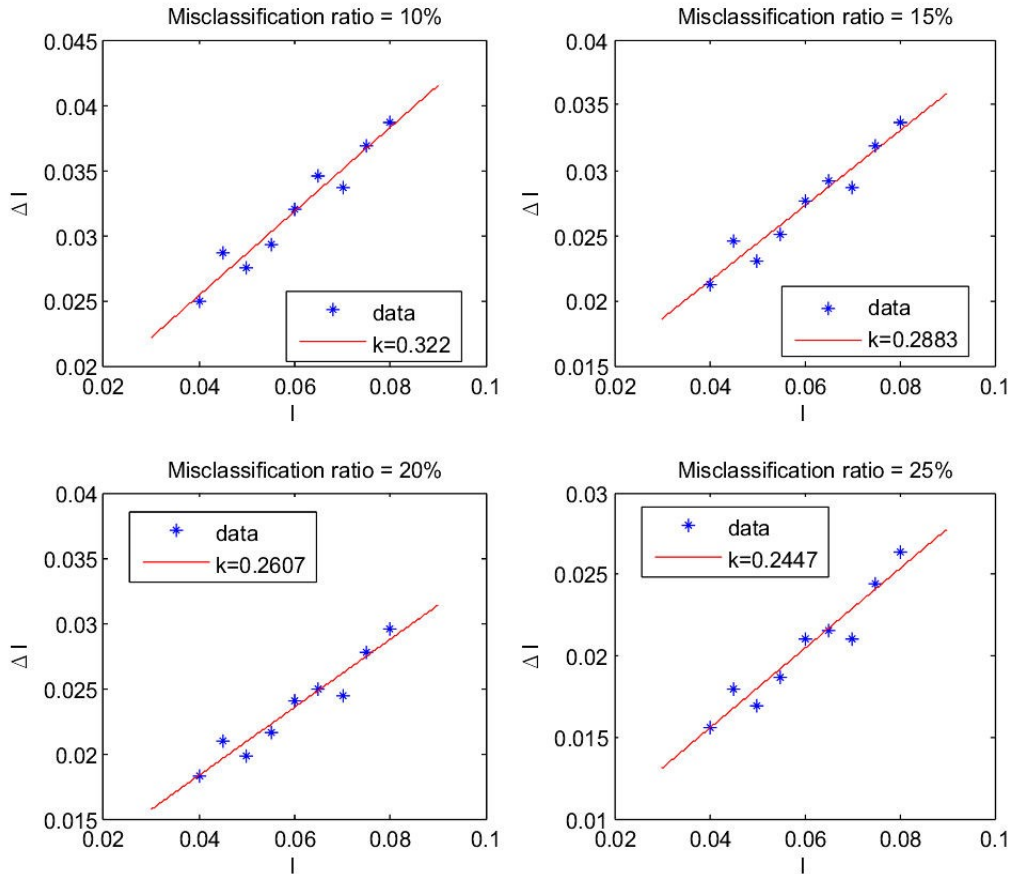 Misclassification ratio = 10%
0.045
0.04
0.035
0.03
0.025
0.02
Δ I
data
k=0.322
0.02 0.04 0.06 0.08 0.1
I
Misclassification ratio = 15%
0.04
0.035
0.03
0.025
0.02
0.015
Δ I
data
k=0.2883
0.02 0.04 0.06 0.08 0.1
I
Misclassification ratio = 20%
0.04
0.035
0.03
0.025
0.02
0.015
Δ I
data
k=0.2607
0.02 0.04 0.06 0.08 0.1
I
Misclassification ratio = 25%
0.03
0.025
0.02
0.015
0.01
Δ I
data
k=0.2447
0.02 0.04 0.06 0.08 0.1
I